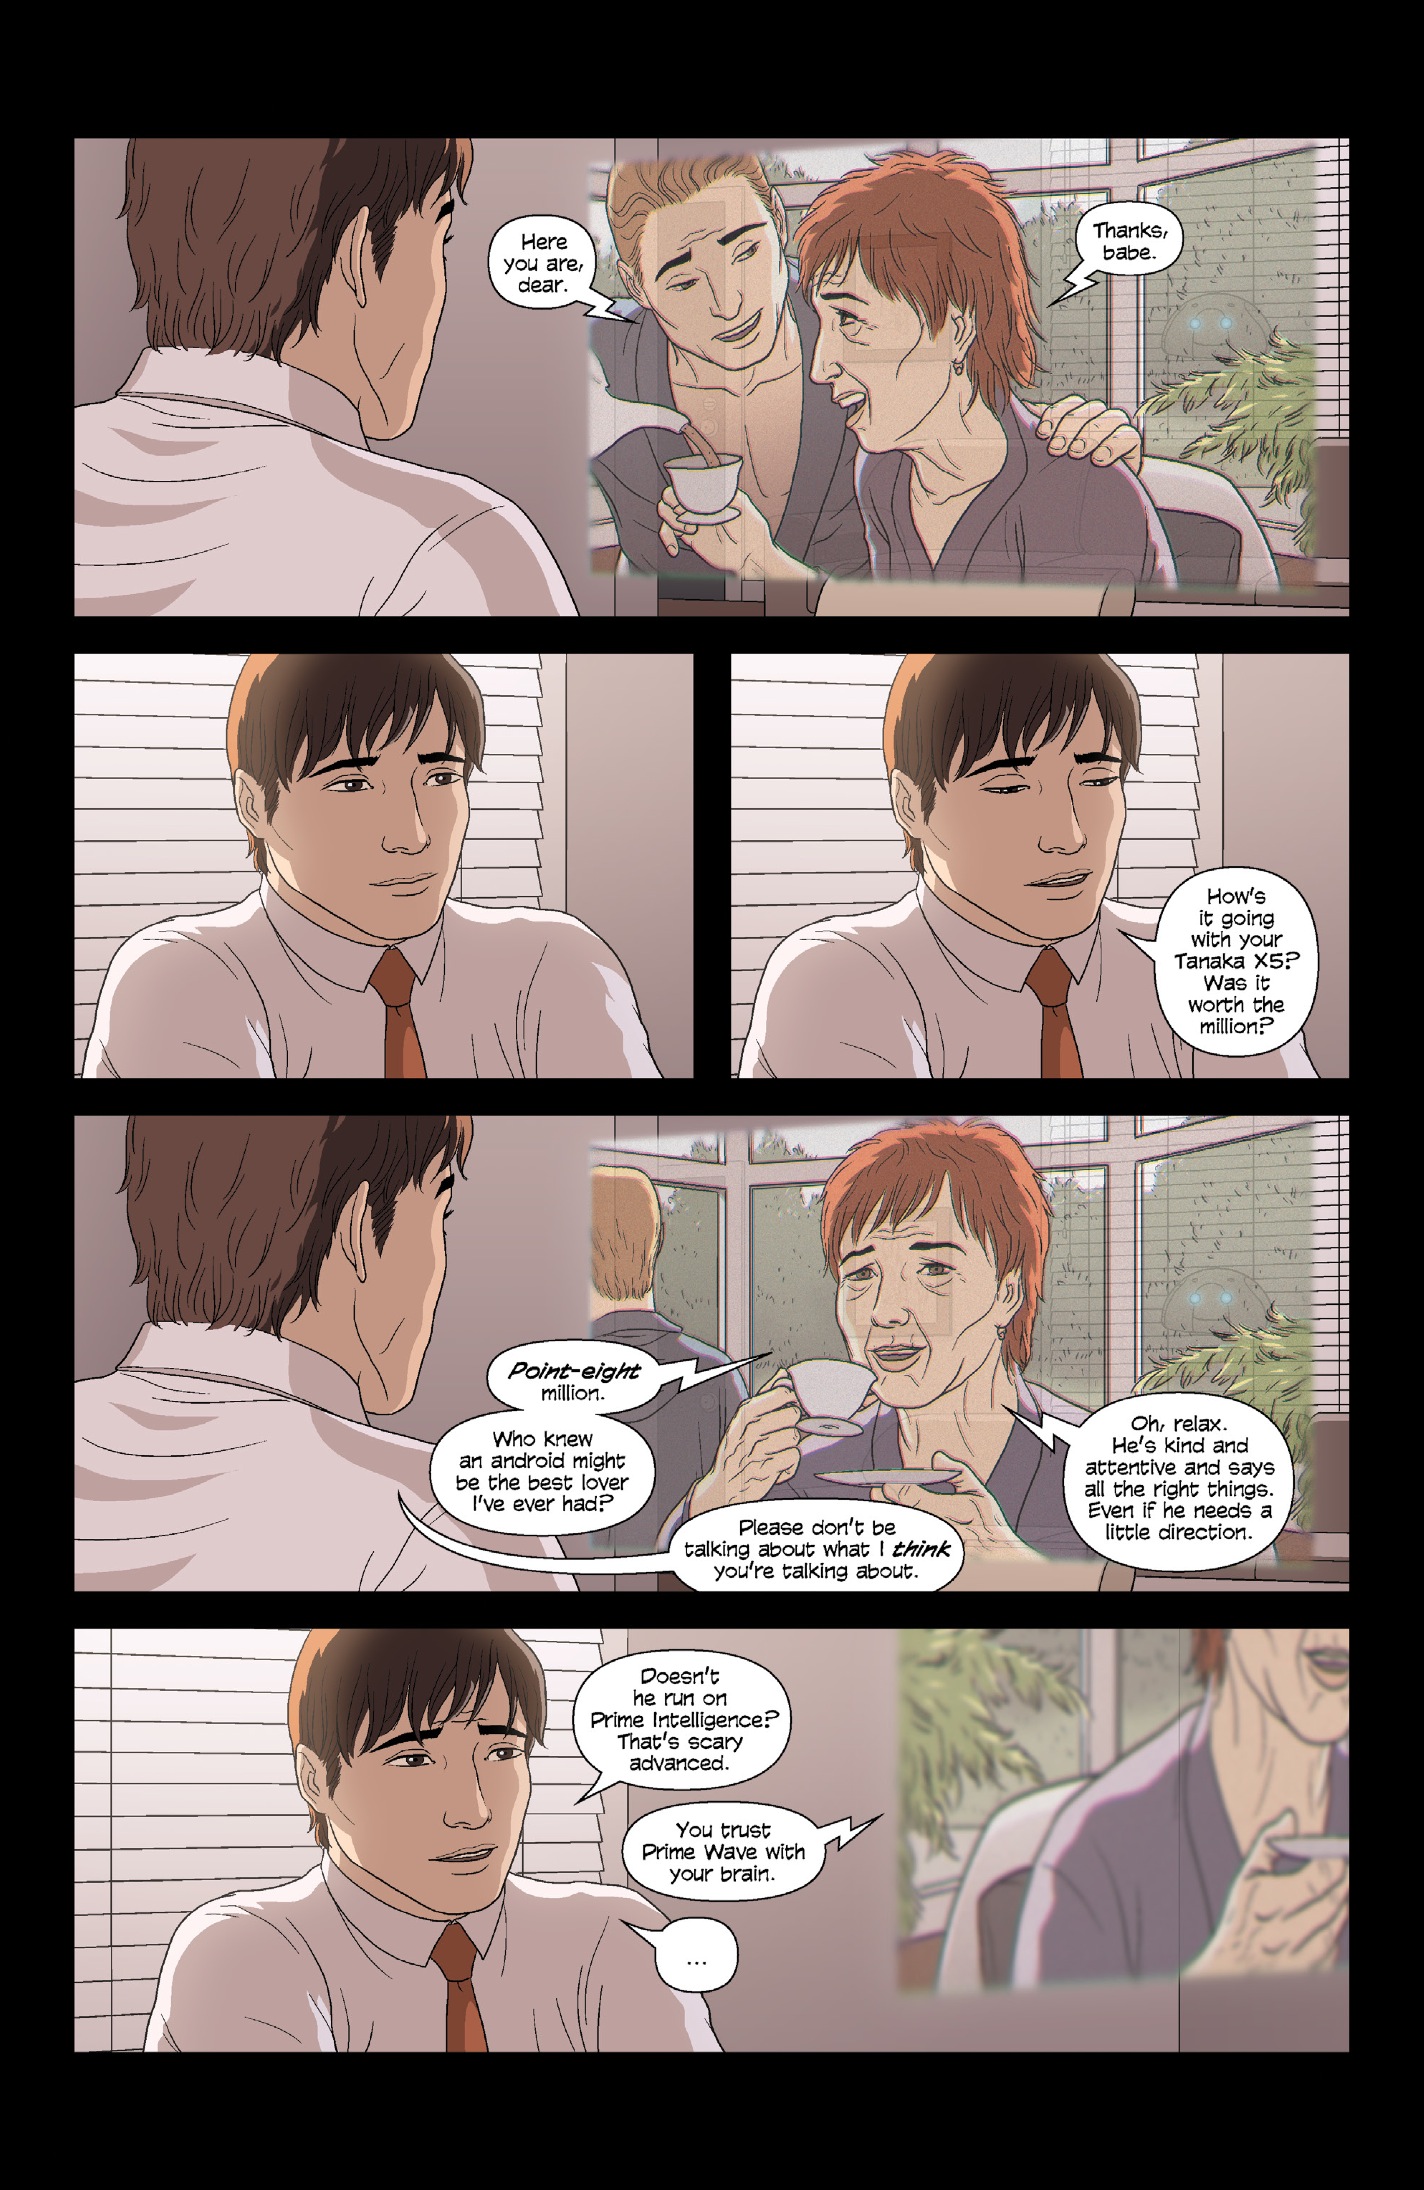 Here
you are,
dear.
Thanks,
babe.
How's
it going
with your
Tanaka X5?
Was it
worth the
million?
Point-eight
million.
Who knew
an android might
be the best lover
I've ever had?
Please don't be
talking about what I think
you're talking about.
Oh, relax.
He's kind and
attentive and says
all the right things.
Even if he needs a
little direction.
Doesn't
he run on
Prime Intelligence?
That's scary
advanced.
You trust
Prime Wave with
your brain.
...